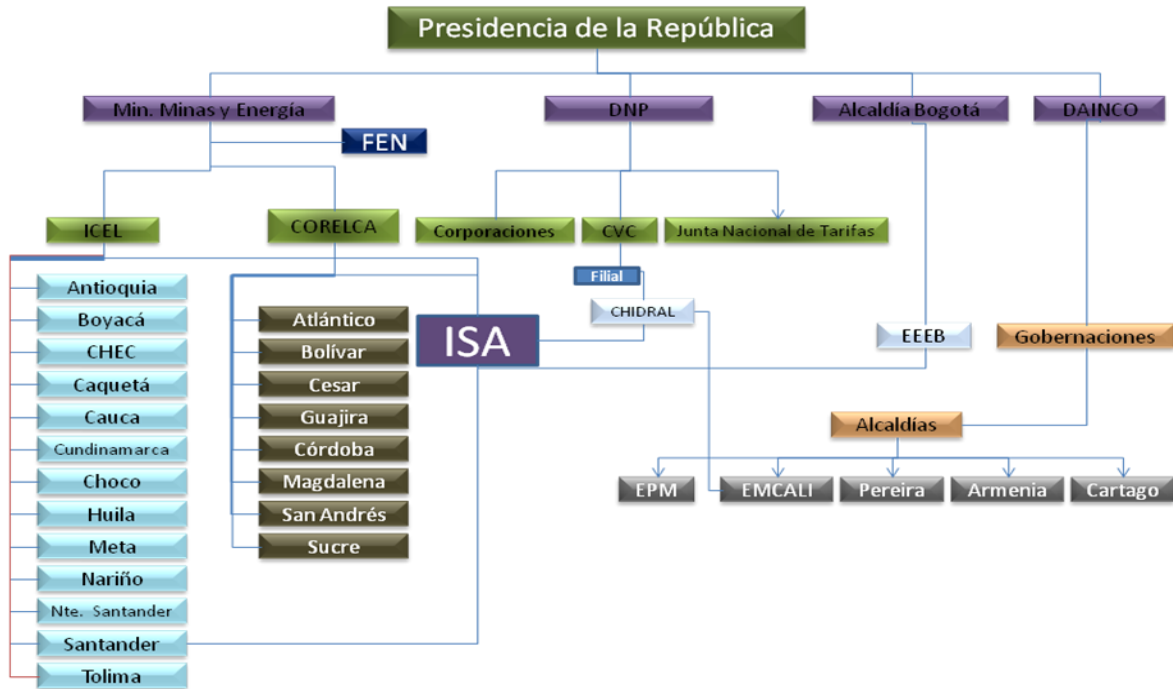 Presidencia de la República
Min. Minas y Energía
DNP
Alcaldía Bogotá
DAINCO
FEN
ICEL
CORELCA
Corporaciones
CVC
Junta Nacional de Tarifas
Filial
CHIDRAL
ISA
EEEB
Gobernaciones
Antioquia
Boyacá
CHEC
Caquetá
Cauca
Cundinamarca
Choco
Huila
Meta
Nariño
Nte. Santander
Santander
Tolima
Atlántico
Bolívar
Cesar
Guajira
Córdoba
Magdalena
San Andrés
Sucre
Alcaldías
EPM
EMCALI
Pereira
Armenia
Cartago